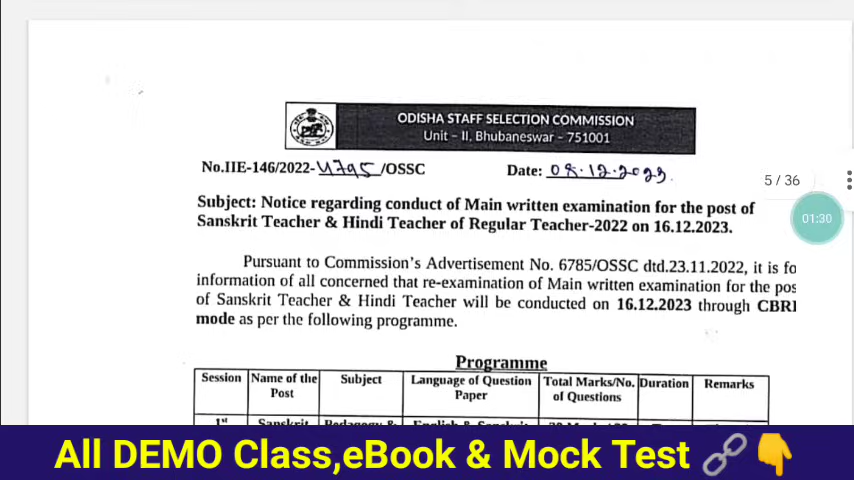 ODISHA STAFF SELECTION COMMISSION
Unit – II, Bhubaneswar – 751001
No.IIE-146/2022-4795/OSSC Date: 08.12.2023.
5 / 36
01:30
Subject: Notice regarding conduct of Main written examination for the post of
Sanskrit Teacher & Hindi Teacher of Regular Teacher-2022 on 16.12.2023.
Pursuant to Commission's Advertisement No. 6785/OSSC dtd.23.11.2022, it is fo
information of all concerned that re-examination of Main written examination for the pos
of Sanskrit Teacher & Hindi Teacher will be conducted on 16.12.2023 through CBRE
mode as per the following programme.
Programme
Session Name of the Post Subject Language of Question Paper Total Marks/No. of Questions Duration Remarks
1st Sanskrit Pedagogy & English & Sanskrit
All DEMO Class,eBook & Mock Test